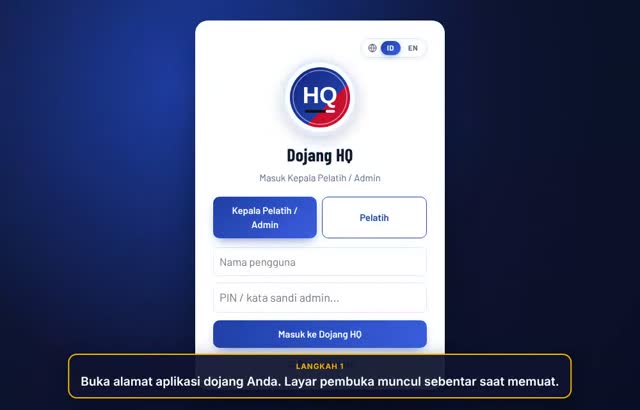 ID EN
HQ
Dojang HQ
Masuk Kepala Pelatih / Admin
Kepala Pelatih /
Admin
Pelatih
Nama pengguna
PIN / kata sandi admin...
Masuk ke Dojang HQ
LANGKAH 1
Buka alamat aplikasi dojang Anda. Layar pembuka muncul sebentar saat memuat.